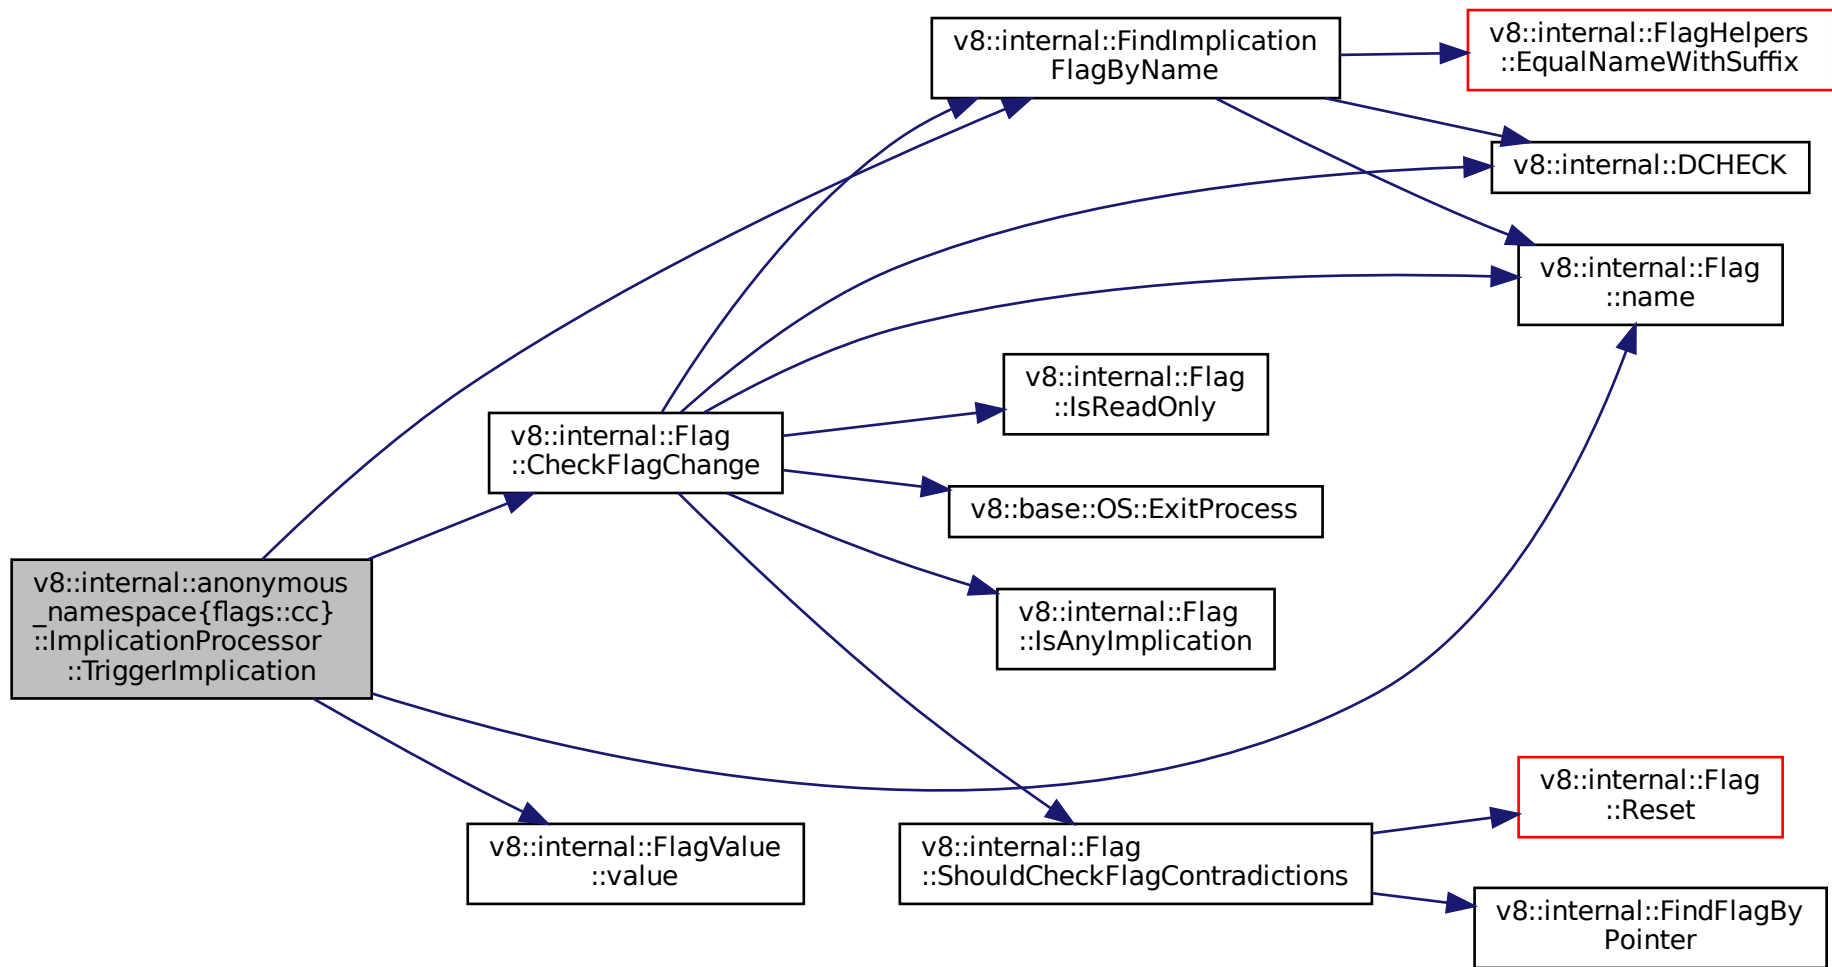 v8::internal::FindImplication
FlagByName
v8::internal::FlagHelpers
::EqualNameWithSuffix
v8::internal::DCHECK
v8::internal::Flag
::name
v8::internal::Flag
::IsReadOnly
v8::internal::Flag
::CheckFlagChange
v8::base::OS::ExitProcess
v8::internal::anonymous
_namespace{flags::cc}
::ImplicationProcessor
::TriggerImplication
v8::internal::Flag
::IsAnyImplication
v8::internal::Flag
::Reset
v8::internal::FlagValue
::value
v8::internal::Flag
::ShouldCheckFlagContradictions
v8::internal::FindFlagBy
Pointer